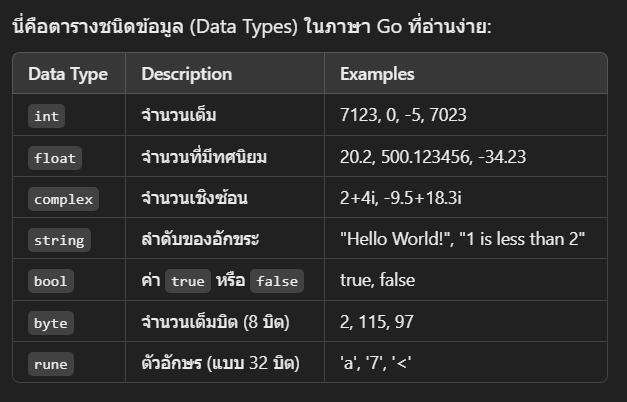 นี่คือตารางชนิดข้อมูล (Data Types) ในภาษา Go ที่อ่านง่าย:
Data Type Description Examples
int จำนวนเต็ม 7123, 0, -5, 7023
float จำนวนที่มีทศนิยม 20.2, 500.123456, -34.23
complex จำนวนเชิงซ้อน 2+4i, -9.5+18.3i
string ลำดับของอักขระ "Hello World!", "1 is less than 2"
bool ค่า true หรือ false true, false
byte จำนวนเต็มบิต (8 บิต) 2, 115, 97
rune ตัวอักษร (แบบ 32 บิต) 'a', '7', '<'